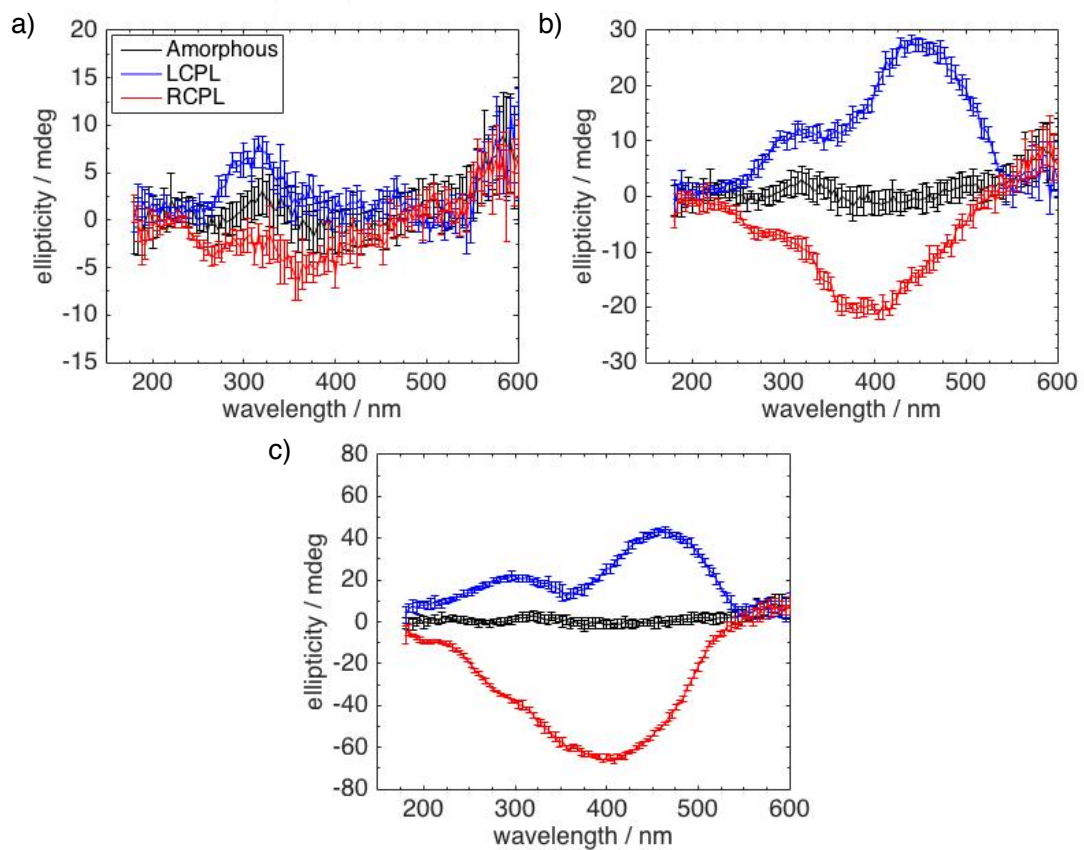 a)
20
15
10
5
0
-5
-10
-15
ellipticity / mdeg
Amorphous
LCPL
RCPL
200 300 400 500 600
wavelength / nm
b)
30
20
10
0
-10
-20
-30
ellipticity / mdeg
200 300 400 500 600
wavelength / nm
c)
80
60
40
20
0
-20
-40
-60
-80
ellipticity / mdeg
200 300 400 500 600
wavelength / nm